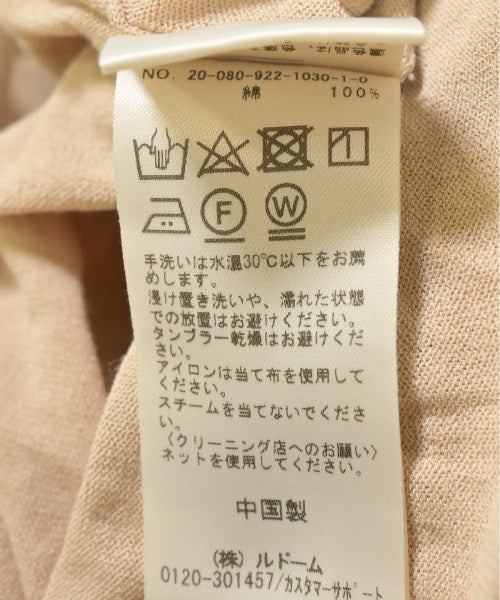 NO. 20-080-922-1030-1-0
綿 100%
F W
手洗いは水温30℃以下をお薦
めします。
浸け置き洗いや、濡れた状態
での放置はお避けください。
タンブラー乾燥はお避けくだ
さい。
アイロンは当て布を使用して
ください。
スチームを当てないでくださ
い。
〈クリーニング店へのお願い〉
ネットを使用してください。
中国製
(株) ルドーム
0120-301457/カスタマーサポート